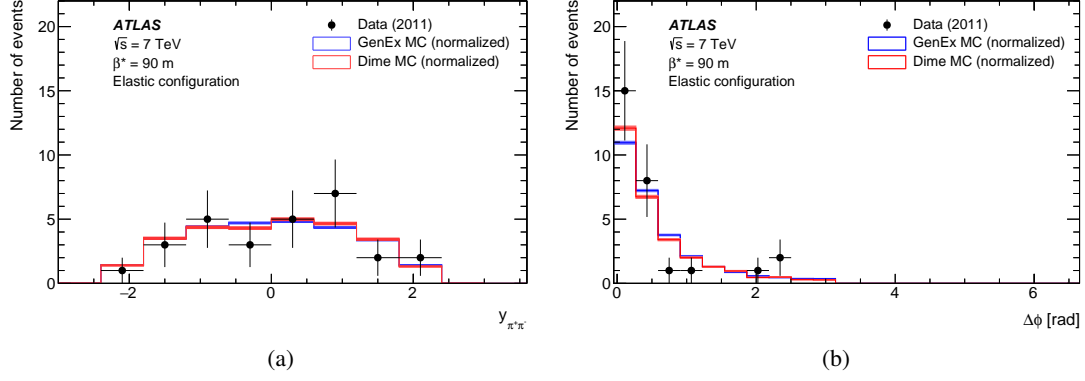 Number of events
20
15
10
5
0
ATLAS
√s = 7 TeV
β* = 90 m
Elastic configuration
Data (2011)
GenEx MC (normalized)
Dime MC (normalized)
−2 0 2
y π⁺π⁻
(a)
Number of events
20
15
10
5
0
ATLAS
√s = 7 TeV
β* = 90 m
Elastic configuration
Data (2011)
GenEx MC (normalized)
Dime MC (normalized)
0 2 4 6
Δϕ [rad]
(b)